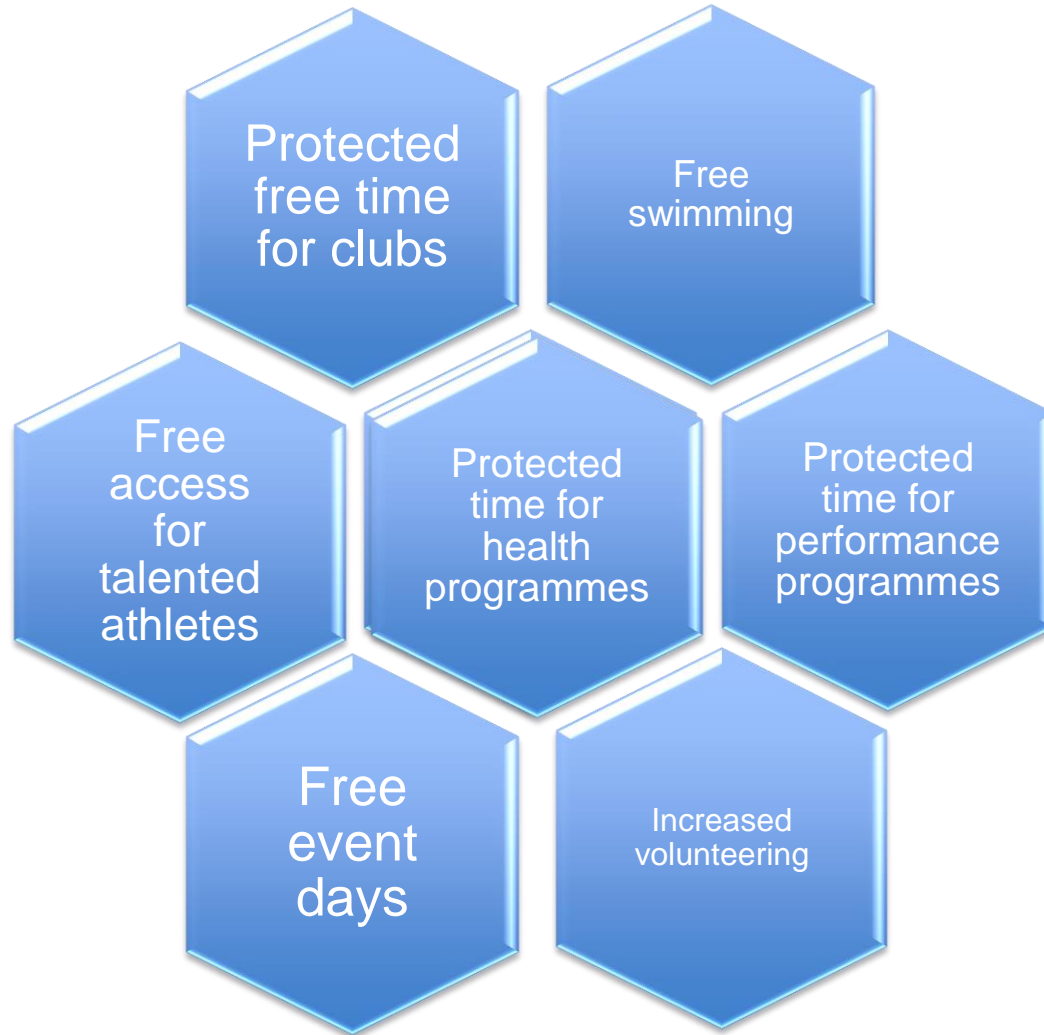 Protected
free time
for clubs
Free
swimming
Free
access
for
talented
athletes
Protected
time for
health
programmes
Protected
time for
performance
programmes
Free
event
days
Increased
volunteering